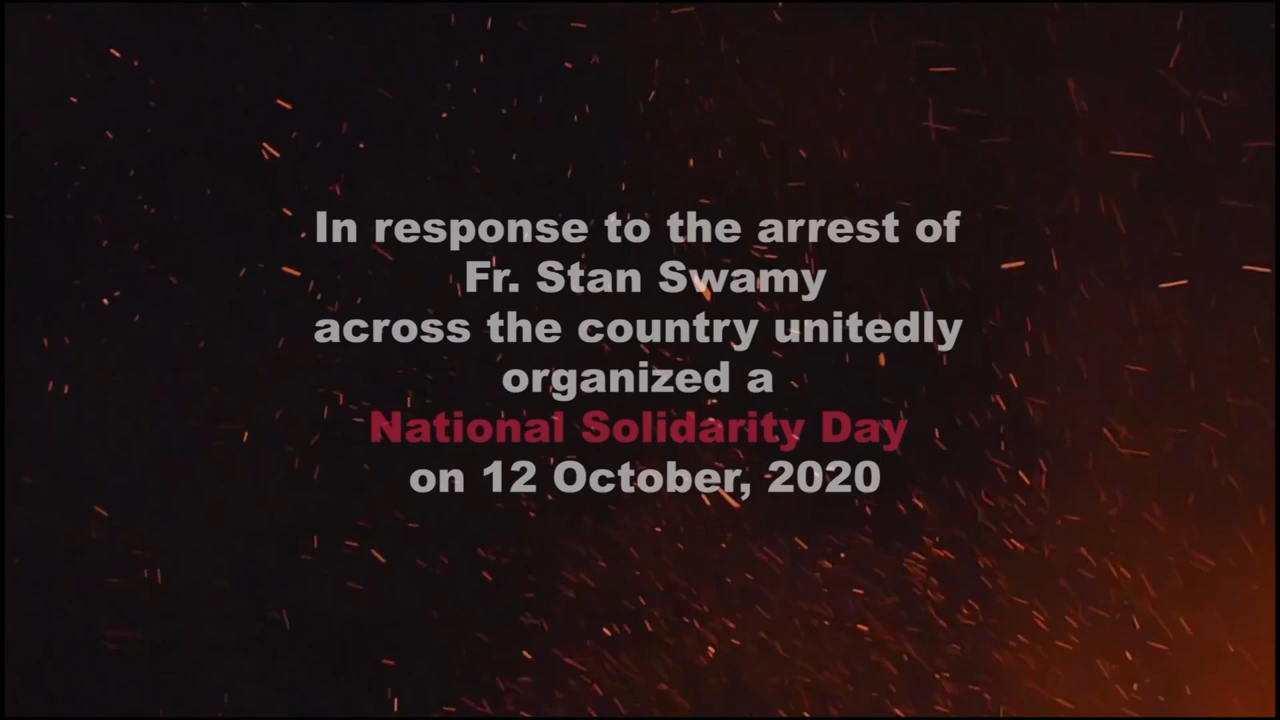 In response to the arrest of
Fr. Stan Swamy
across the country unitedly
organized a
National Solidarity Day
on 12 October, 2020